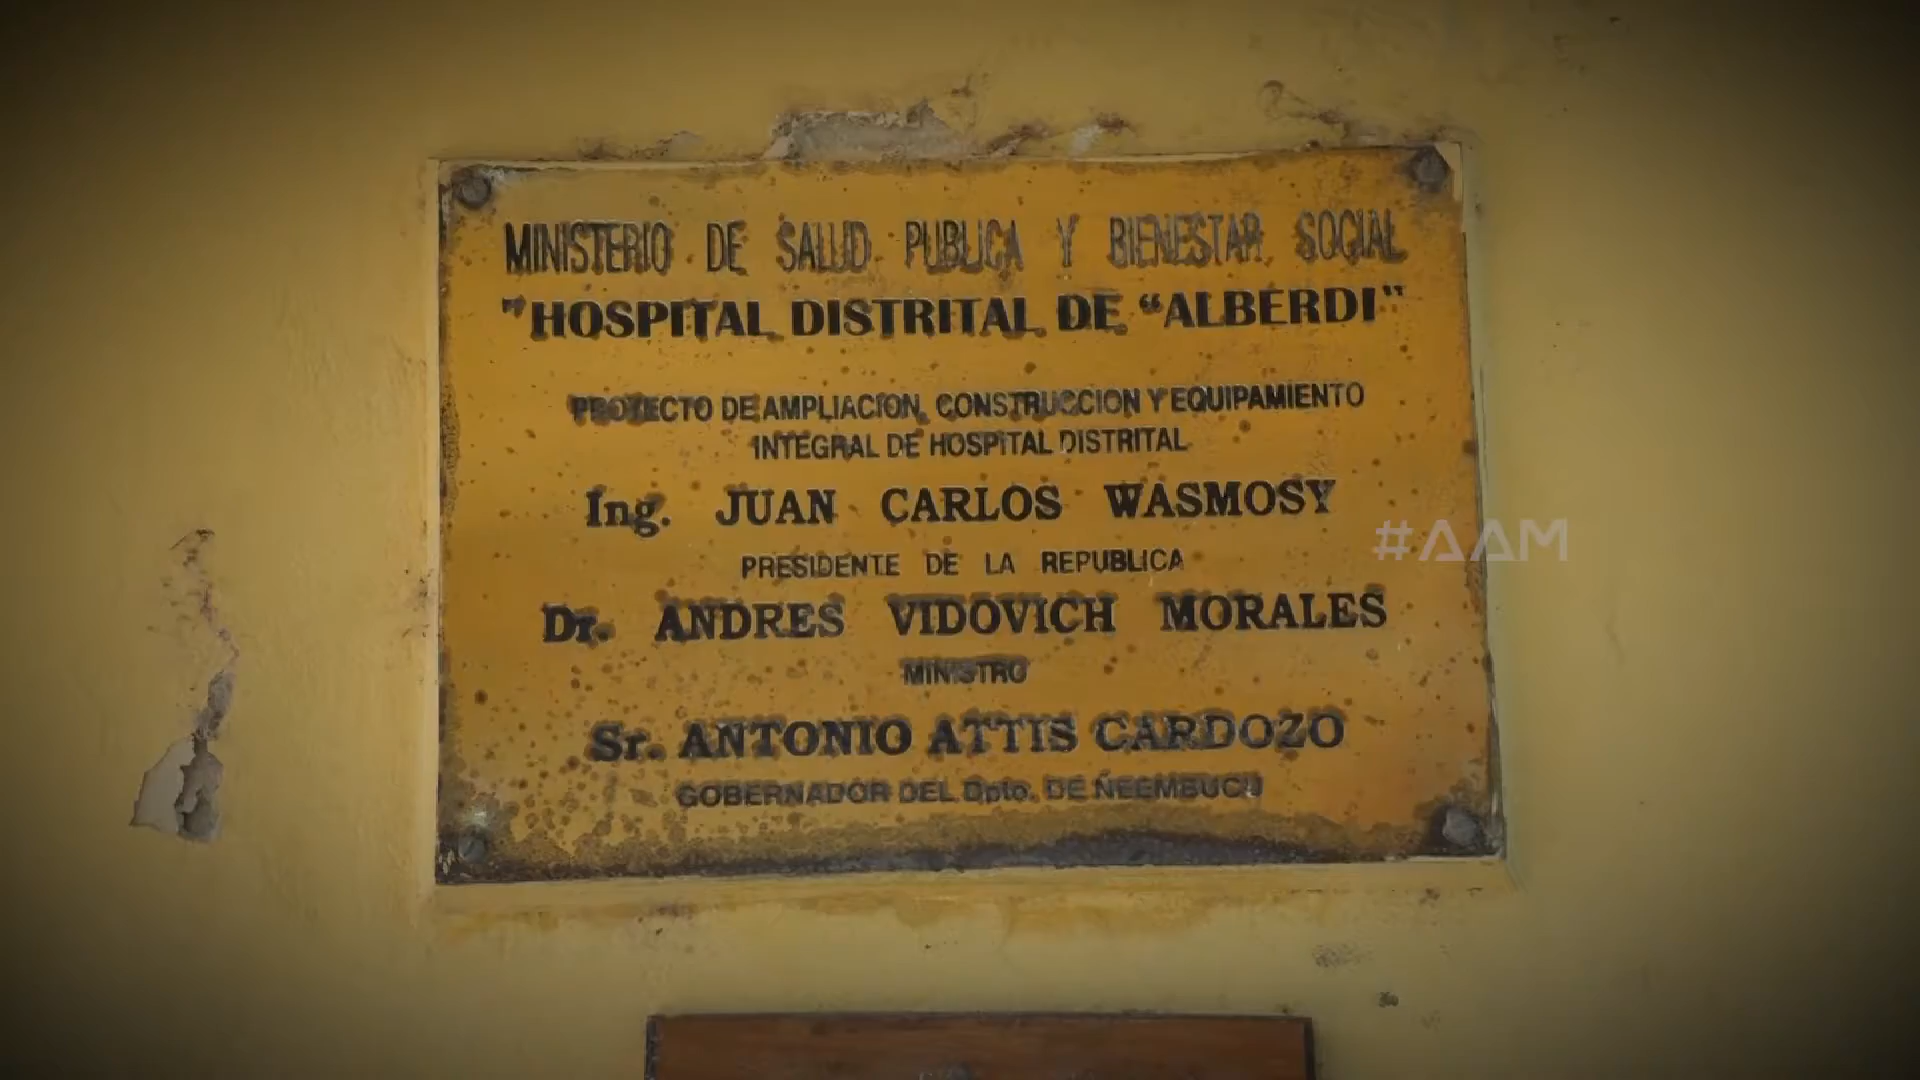 MINISTERIO DE SALUD PUBLICA Y BIENESTAR SOCIAL
"HOSPITAL DISTRITAL DE "ALBERDI"
PROYECTO DE AMPLIACION, CONSTRUCCION Y EQUIPAMIENTO
INTEGRAL DE HOSPITAL DISTRITAL
Ing. JUAN CARLOS WASMOSY
#AAM
PRESIDENTE DE LA REPUBLICA
Dr. ANDRES VIDOVICH MORALES
MINISTRO
Sr. ANTONIO ATTIS CARDOZO
GOBERNADOR DEL Dpto. DE ÑEEMBUCU